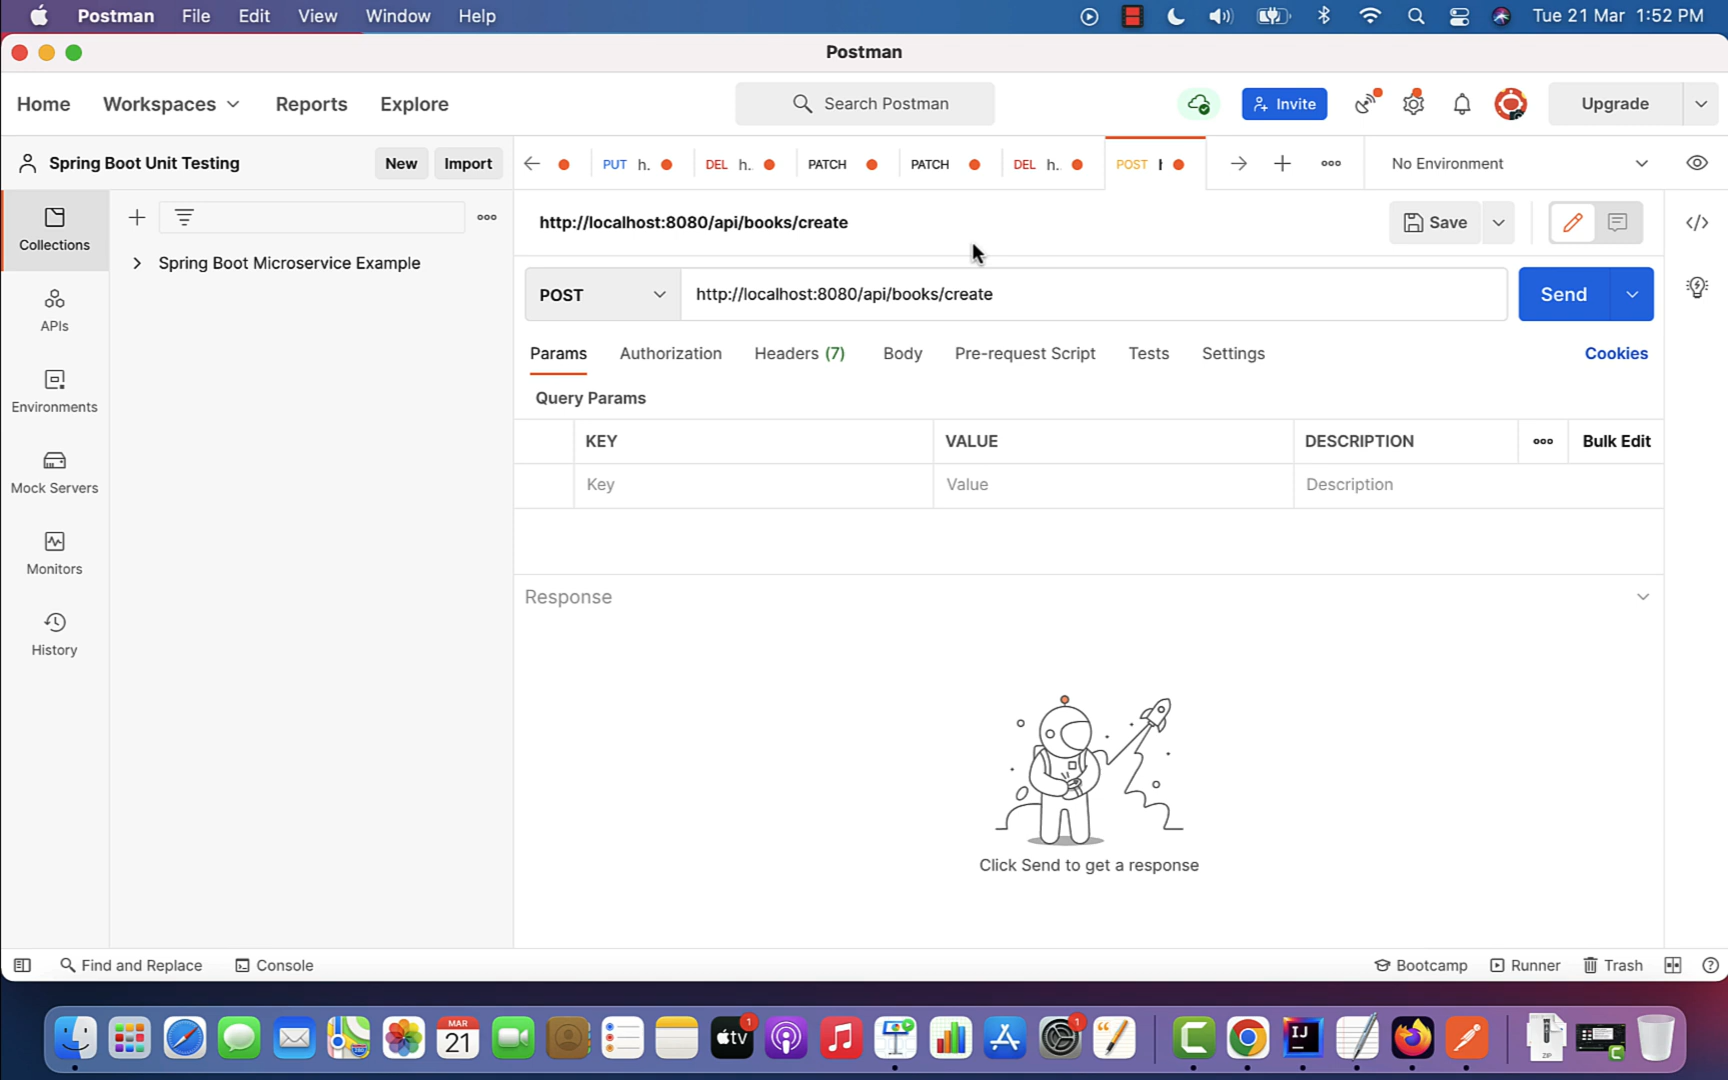 Postman File Edit View Window Help Tue 21 Mar 1:52 PM
Postman
Home Workspaces Reports Explore Search Postman Invite Upgrade
Spring Boot Unit Testing New Import PUT h. DEL h.. PATCH PATCH DEL h.. POST No Environment
http://localhost:8080/api/books/create Save
Collections
Spring Boot Microservice Example
POST http://localhost:8080/api/books/create Send
APIs
Params Authorization Headers (7) Body Pre-request Script Tests Settings Cookies
Environments
Query Params
KEY VALUE DESCRIPTION Bulk Edit
Key Value Description
Mock Servers
Monitors
Response
History
Click Send to get a response
Find and Replace Console Bootcamp Runner Trash
MAR
21
tv
1
1
IJ
ZIP